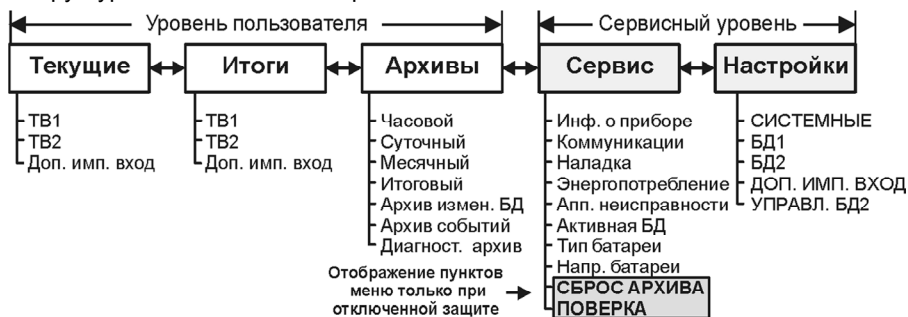 Уровень пользователя
Сервисный уровень
Текущие
Итоги
Архивы
Сервис
Настройки
ТВ1
ТВ2
Доп. имп. вход
ТВ1
ТВ2
Доп. имп. вход
Часовой
Суточный
Месячный
Итоговый
Архив измен. БД
Архив событий
Диагност. архив
Инф. о приборе
Коммуникации
Наладка
Энергопотребление
Апп. неисправности
Активная БД
Тип батареи
Напр. батареи
СБРОС АРХИВА
ПОВЕРКА
Отображение пунктов
меню только при
отключенной защите
СИСТЕМНЫЕ
БД1
БД2
ДОП. ИМП. ВХОД
УПРАВЛ. БД2